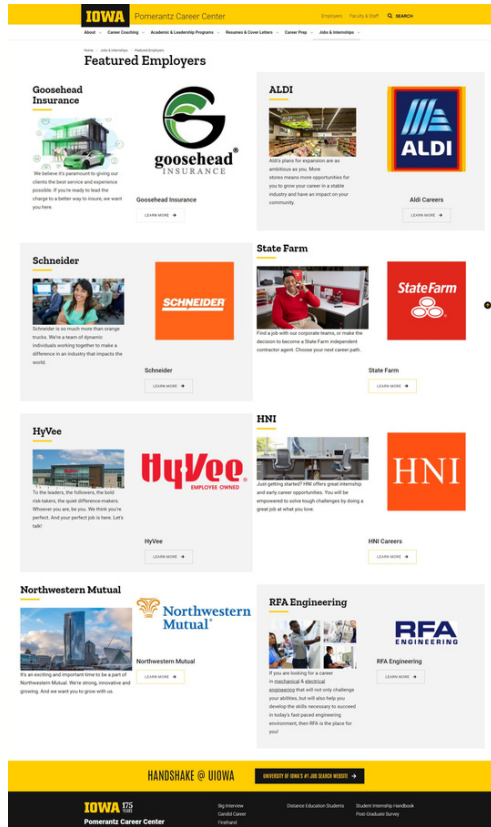 IOWA
Pomerantz Career Center
Employers Faculty & Staff SEARCH
About Career Coaching Academic & Leadership Programs Resumes & Cover Letters Career Prep Jobs & Internships
Home Jobs & Internships Featured Employers
Featured Employers
Goosehead
Insurance
goosehead®
INSURANCE
We believe it's paramount to giving our
clients the best service and experience
possible. If you're ready to lead the
charge to a better way to insure, we want
you here.
Goosehead Insurance
LEARN MORE →
ALDI
ALDI
Aldi's plans for expansion are as
ambitious as you. More
stores means more opportunities for
you to grow your career in a stable
industry and have an impact on your
community.
Aldi Careers
LEARN MORE →
Schneider
SCHNEIDER
Schneider is so much more than orange
trucks. We're a team of dynamic
individuals working together to make a
difference in an industry that impacts the
world.
Schneider
LEARN MORE →
State Farm
State Farm
Find a job with our corporate teams, or make the
decision to become a State Farm independent
contractor agent. Choose your next career path.
State Farm
LEARN MORE →
HyVee
HyVee
EMPLOYEE OWNED
To the leaders, the followers, the bold
risk-takers, the quiet difference makers.
Whoever you are, be you. We think you're
perfect. And your perfect job is here. Let's
talk!
HyVee
LEARN MORE →
HNI
HNI
Just getting started? HNI offers great internship
and early career opportunities. You will be
empowered to solve tough challenges by doing a
great job at what you love.
HNI Careers
LEARN MORE →
Northwestern Mutual
Northwestern
Mutual®
It's an exciting and important time to be a part of
Northwestern Mutual. We're strong, innovative and
growing. And we want you to grow with us.
Northwestern Mutual
LEARN MORE →
RFA Engineering
RFA
ENGINEERING
If you are looking for a career
in mechanical & electrical
engineering that will not only challenge
your abilities, but will also help you
develop the skills necessary to succeed
in today's fast paced engineering
environment, then RFA is the place for
you!
RFA Engineering
LEARN MORE →
HANDSHAKE @ UIOWA
UNIVERSITY OF IOWA'S #1 JOB SEARCH WEBSITE →
IOWA 175
YEARS
Pomerantz Career Center
Big Interview
Candid Career
Firsthand
Distance Education Students
Student Internship Handbook
Post-Graduate Survey